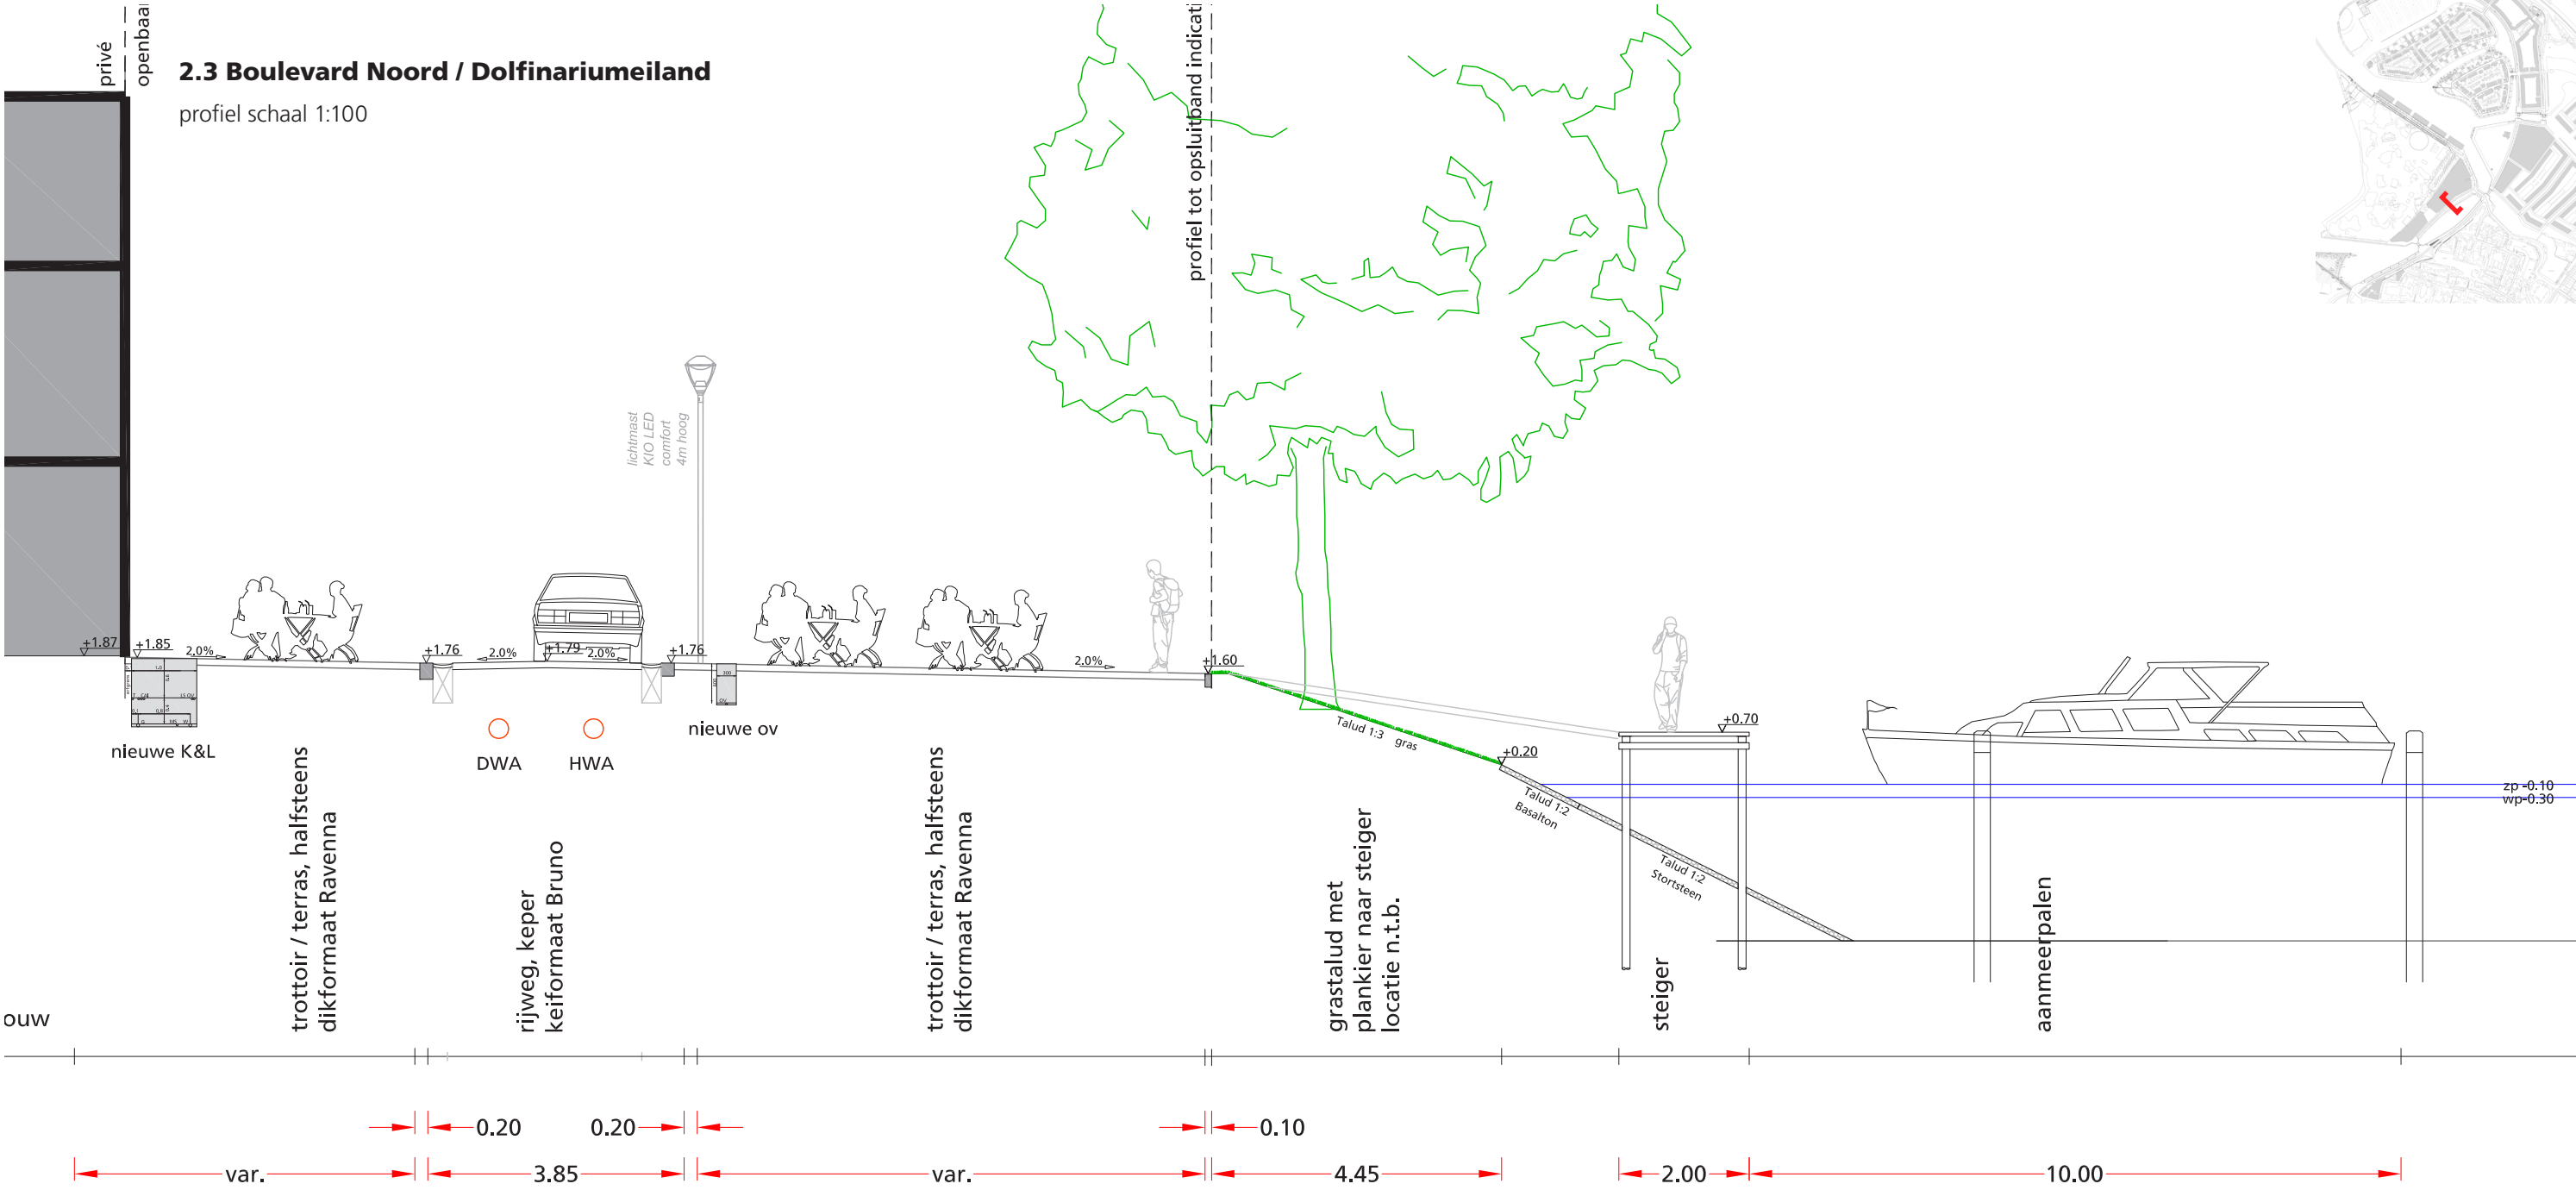 privé
openbaar
2.3 Boulevard Noord / Dolfinariumeiland
profiel schaal 1:100
profiel tot opsluitband indicati
lichtmast
KIO LED
comfort
4m hoog
+1.87
+1.85
2.0%
+1.76
2.0%
+1.79
2.0%
+1.76
2.0%
+1.60
+0.70
+0.20
Talud 1:3 gras
Talud 1:2
Basalton
Talud 1:2
Stortsteen
zp -0.10
wp-0.30
nieuwe K&L
DWA
HWA
nieuwe ov
trottoir / terras, halfsteens
dikformaat Ravenna
rijweg, keper
keiformaat Bruno
trottoir / terras, halfsteens
dikformaat Ravenna
grastalud met
plankier naar steiger
locatie n.t.b.
steiger
aanmeerpalen
ouw
0.20
0.20
0.10
var.
3.85
var.
4.45
2.00
10.00